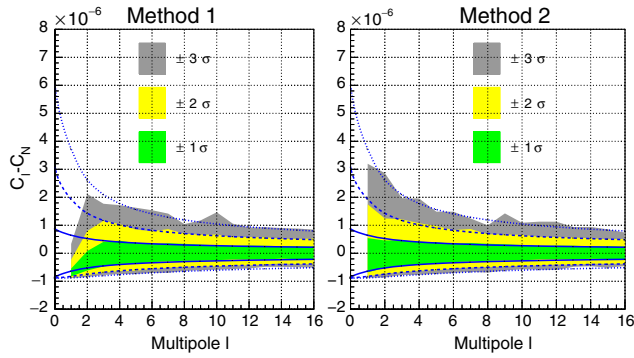 ×10⁻⁶ Method 1
8
7
6
5
4
3
2
1
0
−1
−2
C_l-C_N
± 3 σ
± 2 σ
± 1 σ
0 2 4 6 8 10 12 14 16
Multipole l
×10⁻⁶ Method 2
8
7
6
5
4
3
2
1
0
−1
−2
± 3 σ
± 2 σ
± 1 σ
0 2 4 6 8 10 12 14 16
Multipole l